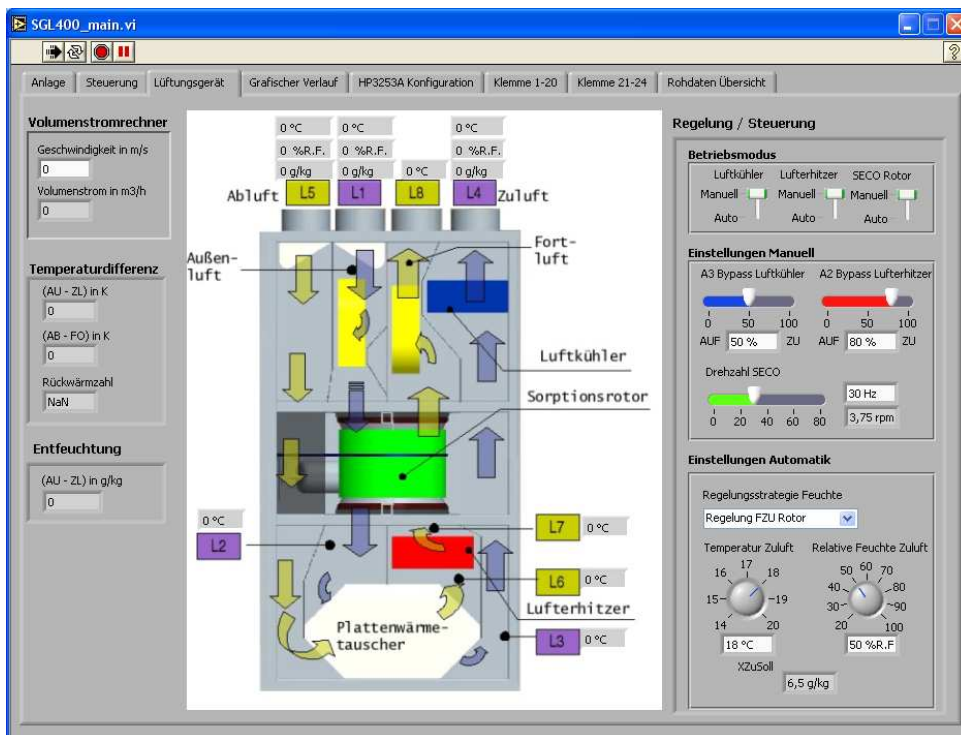 SGL400_main.vi
Anlage Steuerung Lüftungsgerät Grafischer Verlauf HP3253A Konfiguration Klemme 1-20 Klemme 21-24 Rohdaten Übersicht
Volumenstromrechner
Geschwindigkeit in m/s
0
Volumenstrom in m3/h
0
Temperaturdifferenz
(AU - ZL) in K
0
(AB - FO) in K
0
Rückwärmzahl
NaN
Entfeuchtung
(AU - ZL) in g/kg
0
0 °C 0 °C 0 °C
0 %R.F. 0 %R.F. 0 %R.F.
0 g/kg 0 g/kg 0 °C 0 g/kg
Abluft L5 L1 L8 L4 Zuluft
Außen-
luft
Fort-
luft
Luftkühler
Sorptionsrotor
0 °C
L2
L7 0 °C
L6 0 °C
Lufterhitzer
L3 0 °C
Plattenwärme-
tauscher
Regelung / Steuerung
Betriebsmodus
Luftkühler Lufterhitzer SECO Rotor
Manuell Manuell Manuell
Auto Auto Auto
Einstellungen Manuell
A3 Bypass Luftkühler A2 Bypass Lufterhitzer
0 50 100 0 50 100
AUF 50 % ZU AUF 80 % ZU
Drehzahl SECO
0 20 40 60 80
30 Hz
3,75 rpm
Einstellungen Automatik
Regelungsstrategie Feuchte
Regelung FZU Rotor
Temperatur Zuluft Relative Feuchte Zuluft
14 15 16 17 18 19 20
20 30 40 50 60 70 80 90 100
18 °C 50 %R.F
XZuSoll
6,5 g/kg